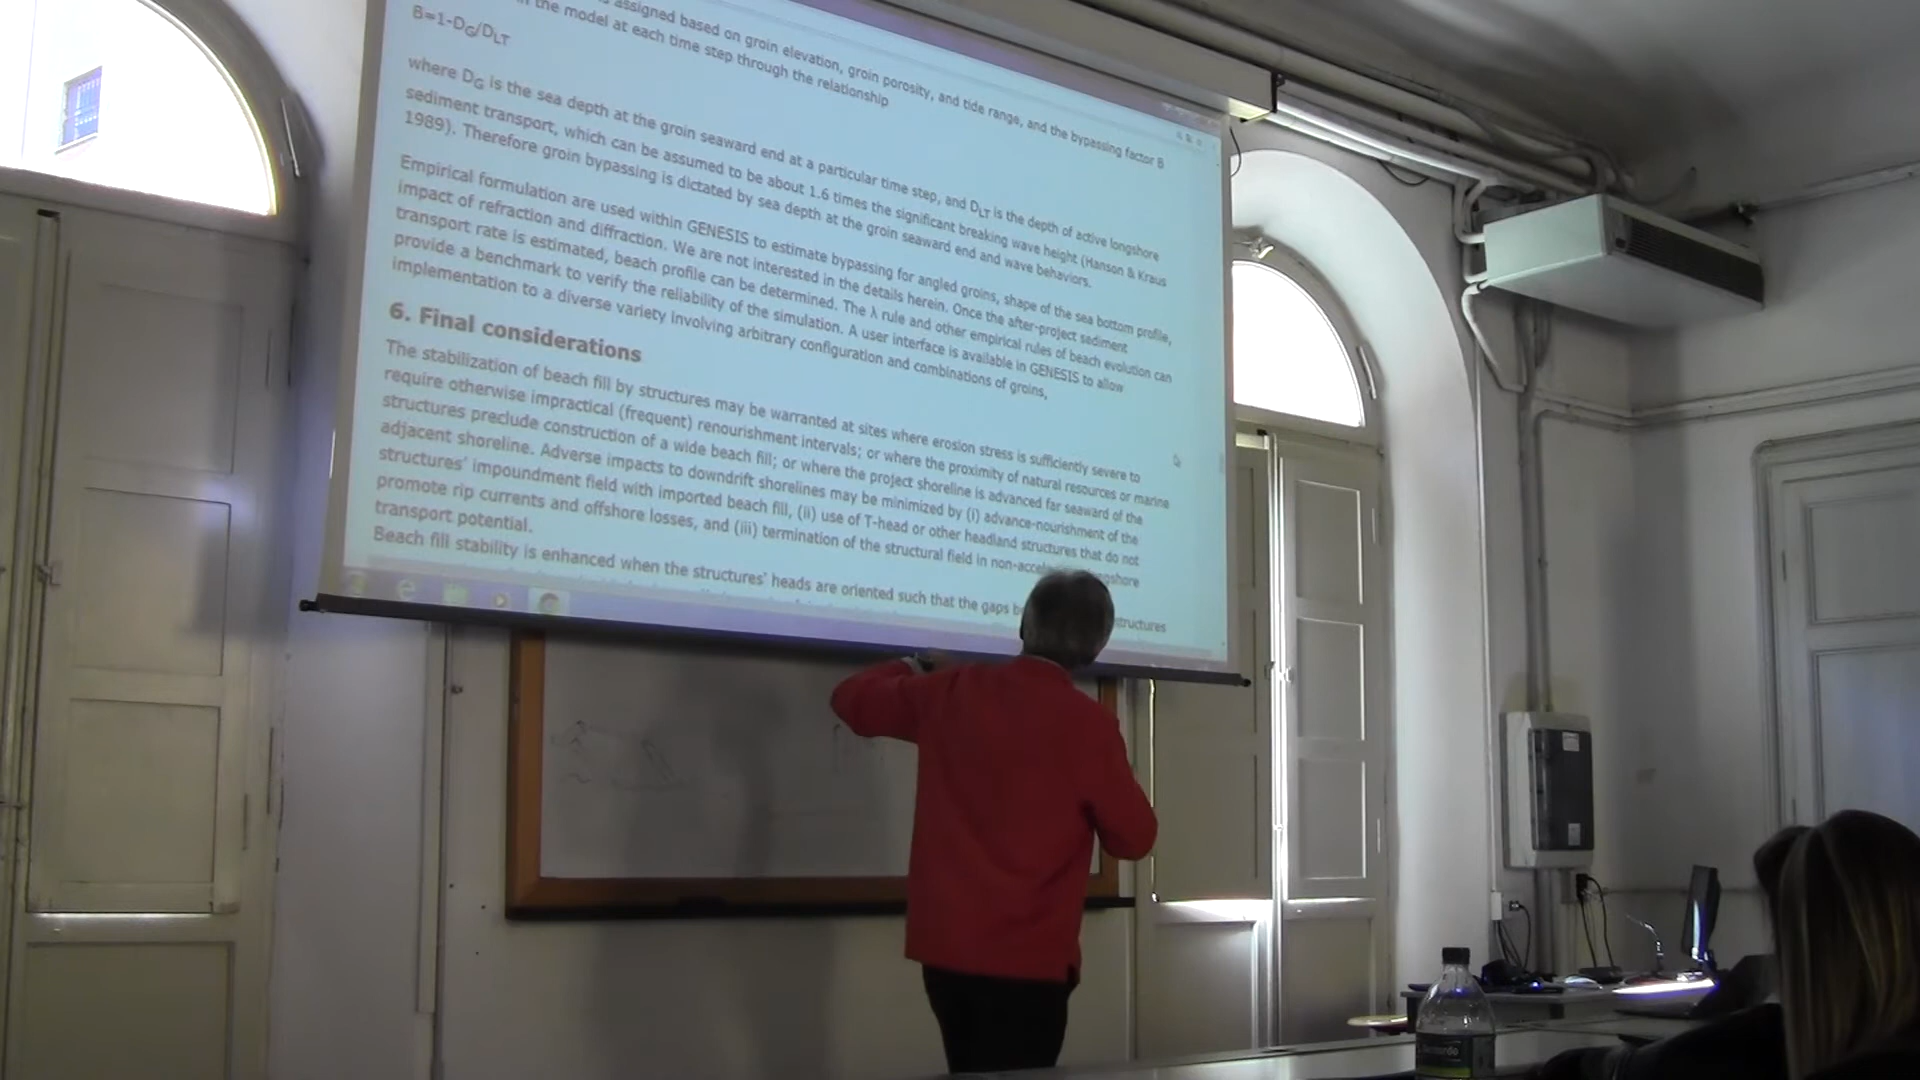 assigned based on groin elevation, groin porosity, and tide range, and the bypassing factor B
in the model at each time step through the relationship
B=1-DG/DLT
where DG is the sea depth at the groin seaward end at a particular time step, and DLT is the depth of active longshore
sediment transport, which can be assumed to be about 1.6 times the significant breaking wave height (Hanson & Kraus
1989). Therefore groin bypassing is dictated by sea depth at the groin seaward end and wave behaviors.
Empirical formulation are used within GENESIS to estimate bypassing for angled groins, shape of the sea bottom profile,
impact of refraction and diffraction. We are not interested in the details herein. Once the after-project sediment
transport rate is estimated, beach profile can be determined. The λ rule and other empirical rules of beach evolution can
provide a benchmark to verify the reliability of the simulation. A user interface is available in GENESIS to allow
implementation to a diverse variety involving arbitrary configuration and combinations of groins,
6. Final considerations
The stabilization of beach fill by structures may be warranted at sites where erosion stress is sufficiently severe to
require otherwise impractical (frequent) renourishment intervals; or where the proximity of natural resources or marine
structures preclude construction of a wide beach fill; or where the project shoreline is advanced far seaward of the
adjacent shoreline. Adverse impacts to downdrift shorelines may be minimized by (i) advance-nourishment of the
structures' impoundment field with imported beach fill, (ii) use of T-head or other headland structures that do not
promote rip currents and offshore losses, and (iii) termination of the structural field in non-accele longshore
transport potential.
Beach fill stability is enhanced when the structures' heads are oriented such that the gaps structures